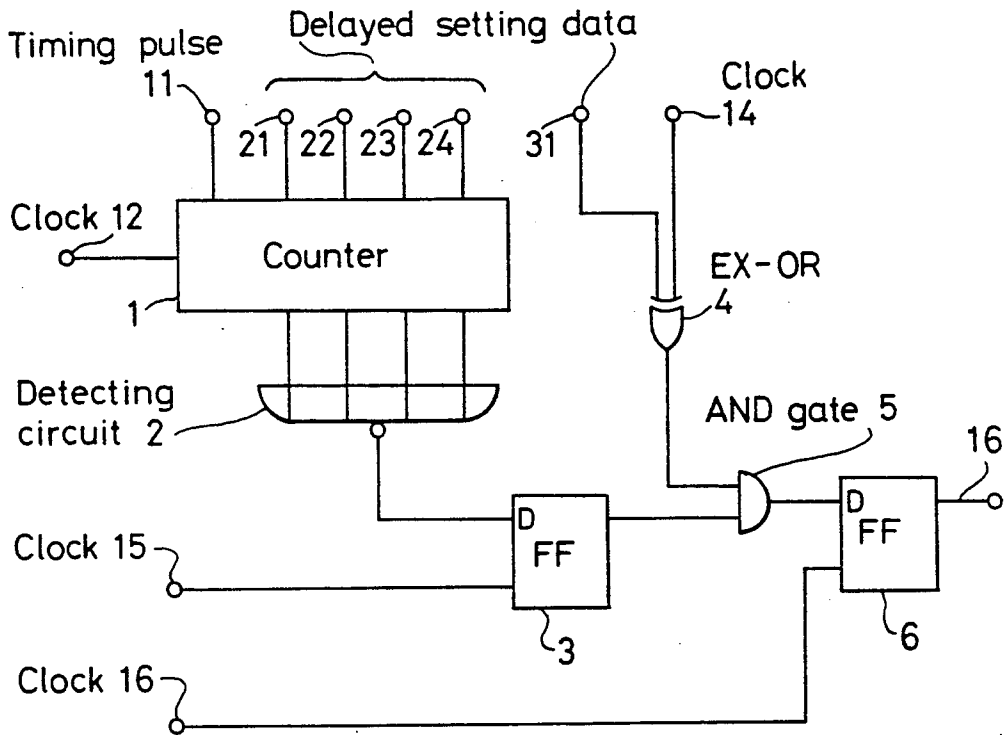 Delayed setting data
Timing pulse
11
21
22
23
24
31
Clock
14
Clock 12
Counter
1
EX-OR
4
Detecting
circuit 2
AND gate 5
16
D
FF
D
FF
Clock 15
3
6
Clock 16